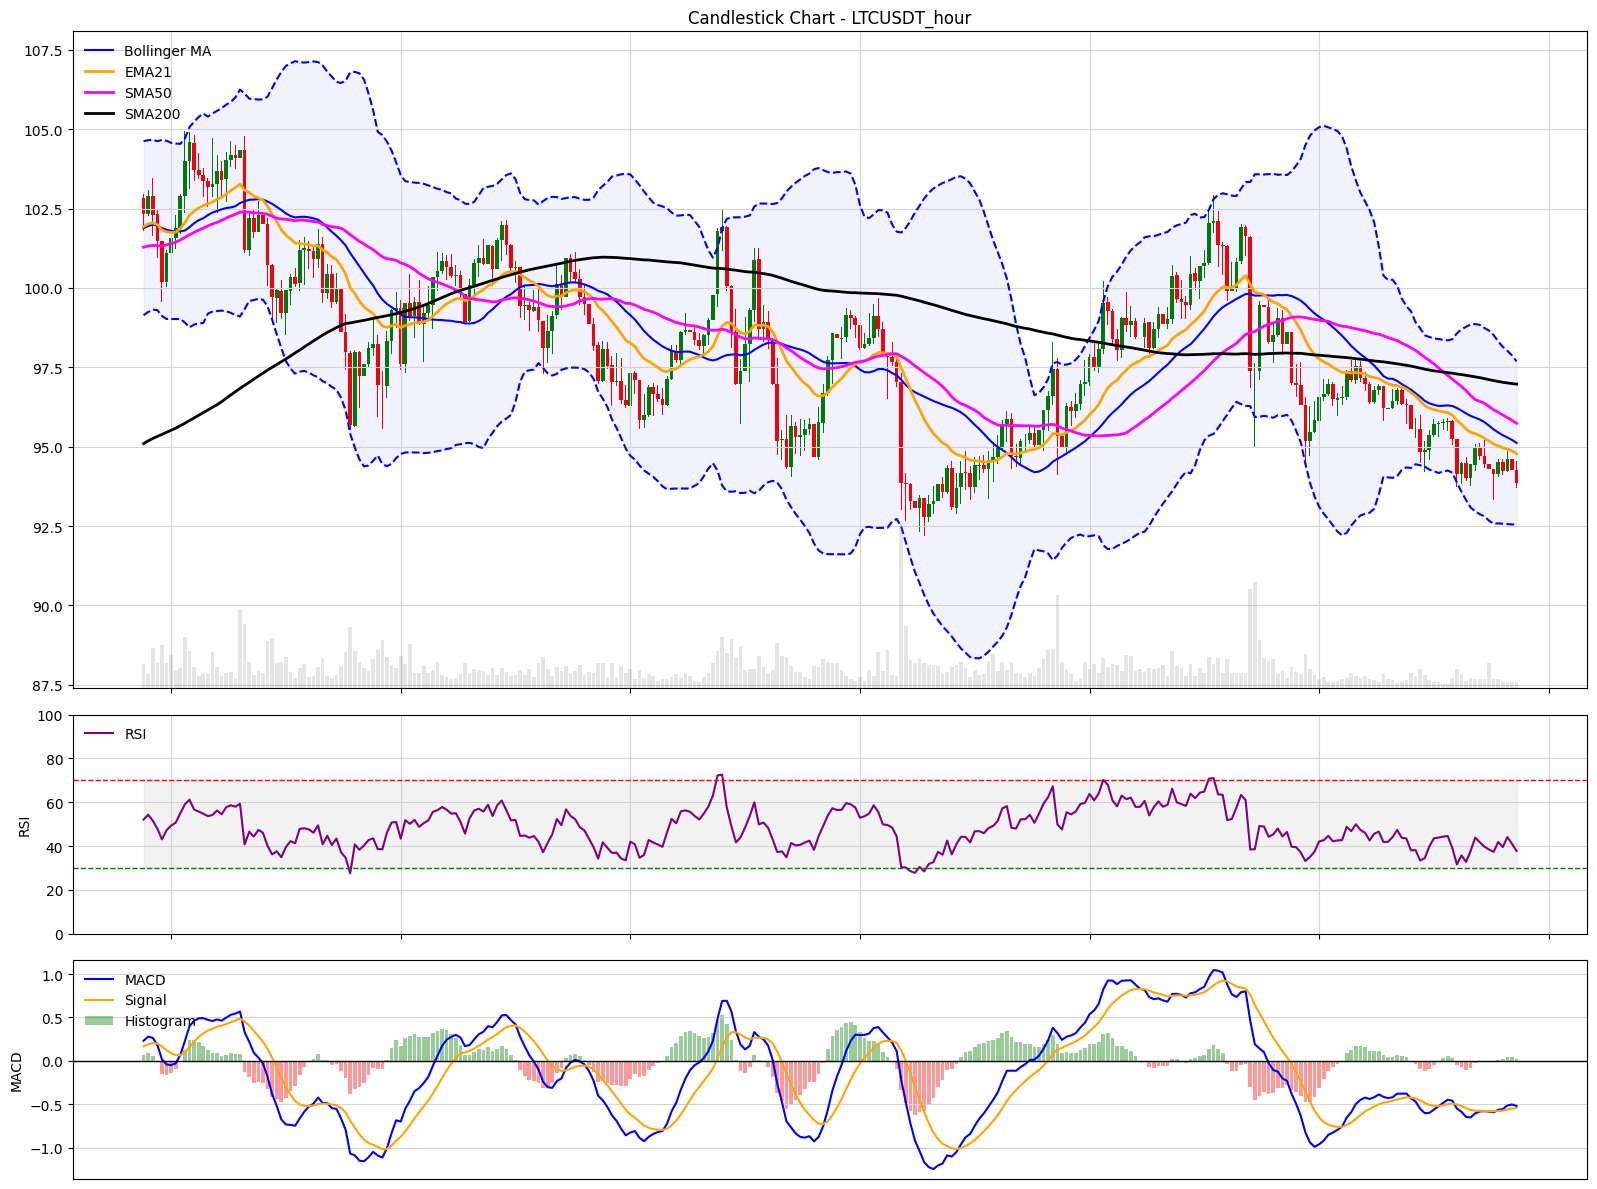 Candlestick Chart - LTCUSDT_hour
107.5
105.0
102.5
100.0
97.5
95.0
92.5
90.0
87.5
Bollinger MA
EMA21
SMA50
SMA200
100
80
60
40
20
0
RSI
RSI
1.0
0.5
0.0
−0.5
−1.0
MACD
MACD
Signal
Histogram